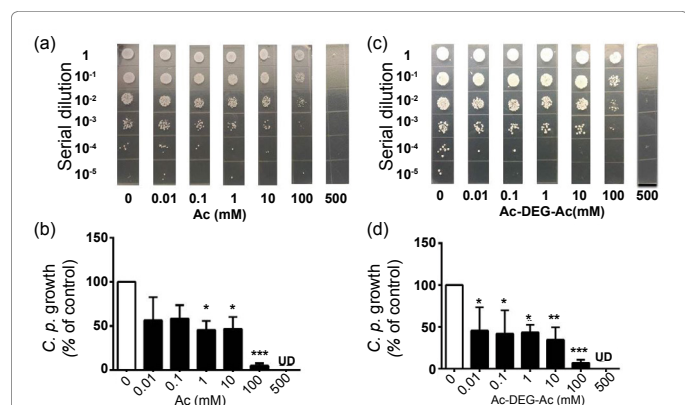 (a)
Serial dilution
1
10-1
10-2
10-3
10-4
10-5
0 0.01 0.1 1 10 100 500
Ac (mM)
(c)
Serial dilution
1
10-1
10-2
10-3
10-4
10-5
0 0.01 0.1 1 10 100 500
Ac-DEG-Ac(mM)
(b)
C. p. growth
(% of control)
150
100
50
0
* * *** UD
0 0.01 0.1 1 10 100 500
Ac (mM)
(d)
C. p. growth
(% of control)
150
100
50
0
* * * ** *** UD
0 0.01 0.1 1 10 100 500
Ac-DEG-Ac (mM)